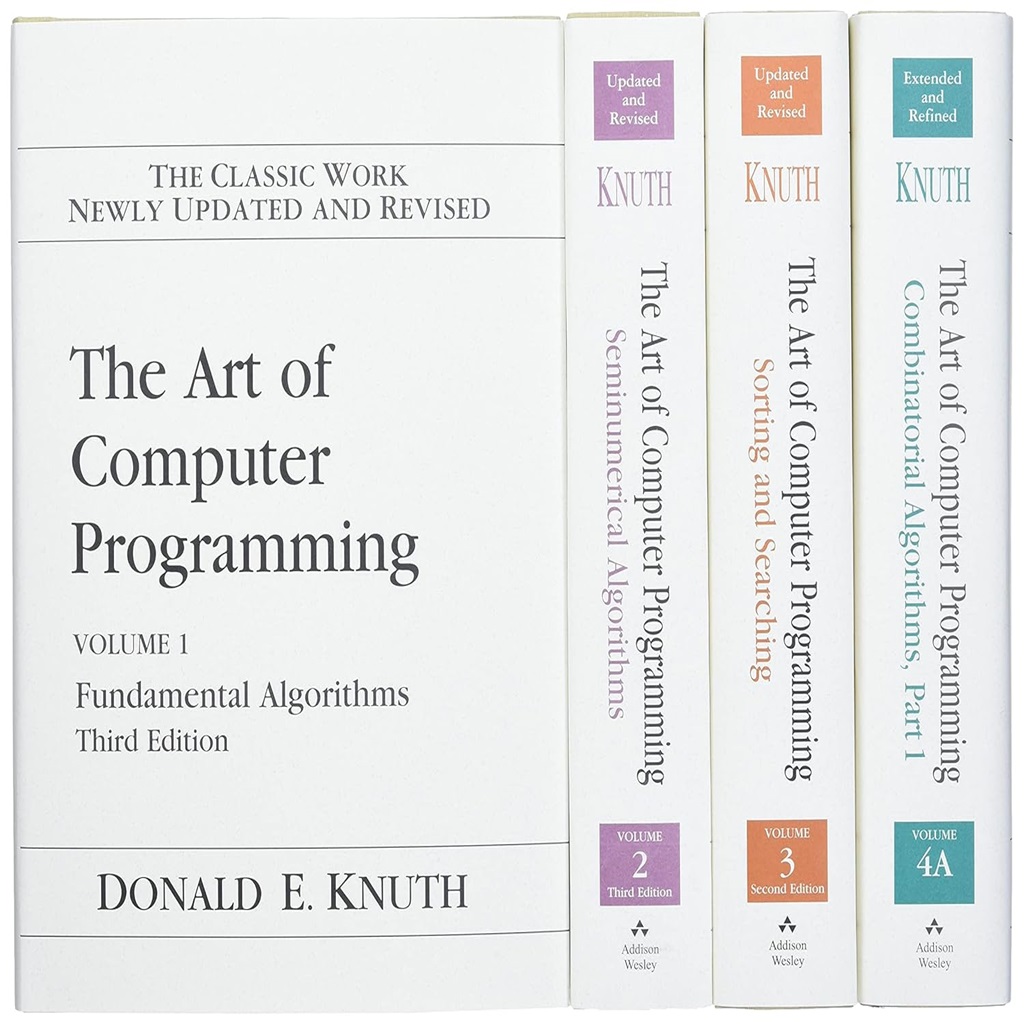 THE CLASSIC WORK
NEWLY UPDATED AND REVISED
The Art of
Computer
Programming
VOLUME 1
Fundamental Algorithms
Third Edition
DONALD E. KNUTH
Updated
and
Revised
KNUTH
The Art of Computer Programming
Seminumerical Algorithms
VOLUME
2
Third Edition
Addison
Wesley
Updated
and
Revised
KNUTH
The Art of Computer Programming
Sorting and Searching
VOLUME
3
Second Edition
Addison
Wesley
Extended
and
Refined
KNUTH
The Art of Computer Programming
Combinatorial Algorithms, Part 1
VOLUME
4A
Addison
Wesley